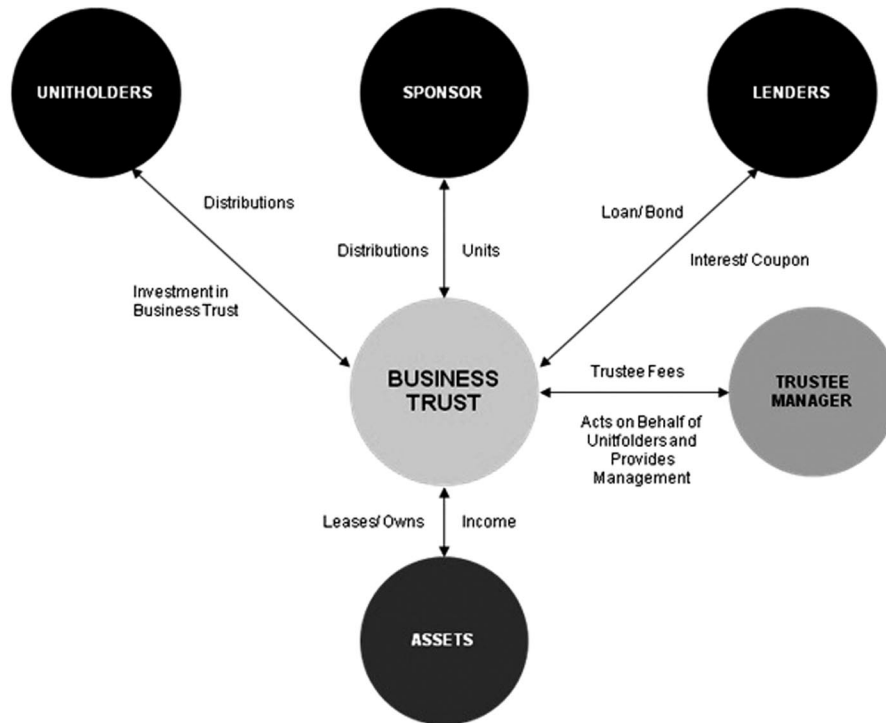 UNITHOLDERS
SPONSOR
LENDERS
Distributions
Loan/ Bond
Distributions
Units
Interest/ Coupon
Investment in
Business Trust
BUSINESS
TRUST
Trustee Fees
TRUSTEE
MANAGER
Acts on Behalf of
Unitfolders and
Provides
Management
Leases/ Owns
Income
ASSETS